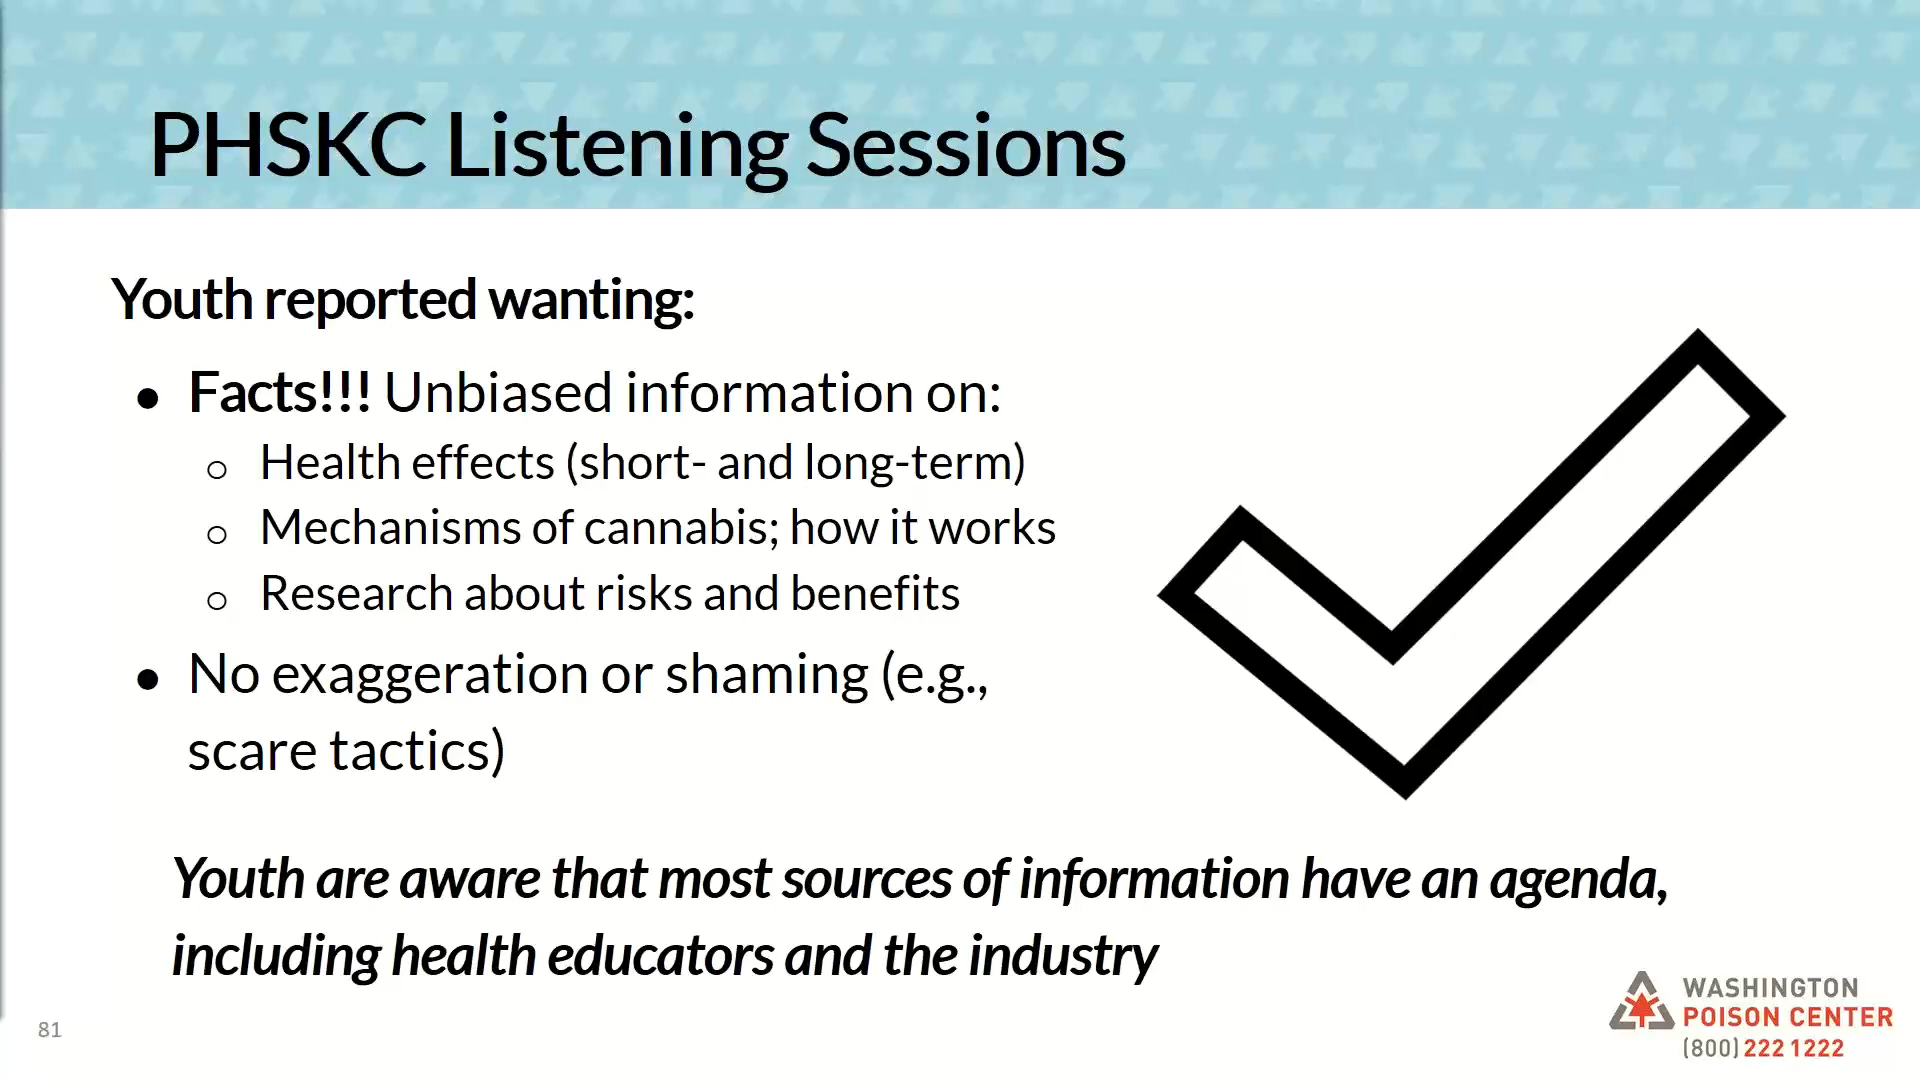 PHSKC Listening Sessions
Youth reported wanting:
● Facts!!! Unbiased information on:
○ Health effects (short- and long-term)
○ Mechanisms of cannabis; how it works
○ Research about risks and benefits
● No exaggeration or shaming (e.g.,
scare tactics)
Youth are aware that most sources of information have an agenda,
including health educators and the industry
81
WASHINGTON
POISON CENTER
(800) 222 1222